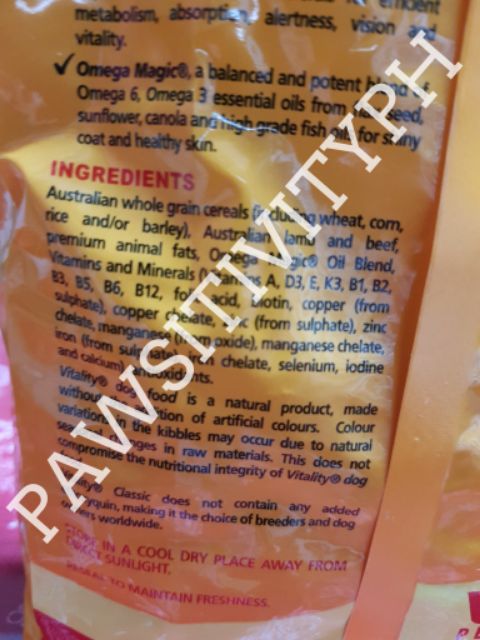 metabolism, absorption, alertness, vision and
vitality.
✓ Omega Magic®, a balanced and potent blend of
Omega 6, Omega 3 essential oils from seed,
sunflower, canola and high grade fish oils for shiny
coat and healthy skin.
INGREDIENTS
Australian whole grain cereals (including wheat, corn,
rice and/or barley), Australian lamb and beef,
premium animal fats, Omega Magic® Oil Blend,
Vitamins and Minerals (Vitamins A, D3, E, K3, B1, B2,
B3, B5, B6, B12, folic acid, biotin, copper (from
sulphate), copper chelate, zinc (from sulphate), zinc
chelate, manganese (from oxide), manganese chelate,
iron (from sulphate), iron chelate, selenium, iodine
and calcium) antioxidants.
Vitality® dog food is a natural product, made
without the addition of artificial colours. Colour
variations in the kibbles may occur due to natural
seasonal changes in raw materials. This does not
compromise the nutritional integrity of Vitality® dog
Vitality® Classic does not contain any added
making it the choice of breeders and dog
owners worldwide.
STORE IN A COOL DRY PLACE AWAY FROM
DIRECT SUNLIGHT.
RESEAL TO MAINTAIN FRESHNESS.
PAWSITIVITYPH